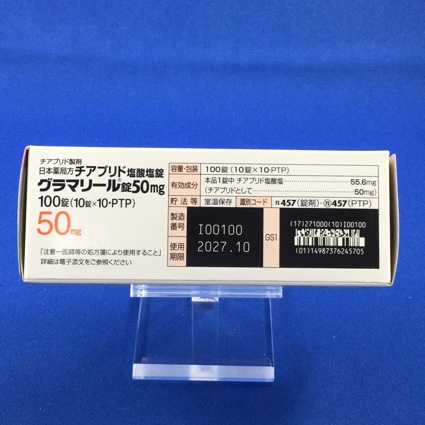 チアプリド製剤
日本薬局方 チアプリド塩酸塩錠
グラマリール®錠50mg
100錠(10錠×10・PTP)
50mg
「注意ー医師等の処方箋により使用すること」
詳細は電子添文をご参照ください。
容量・包装 100錠(10錠×10・PTP)
有効成分 本品1錠中 チアプリド塩酸塩 55.6mg
(チアプリドとして 50mg)
貯法等 室温保存 識別コード 457(錠剤)・457(PTP)
製造番号 I00100
使用期限 2027.10
GS1
(17)271000(10)I00100
(01)14987376245705